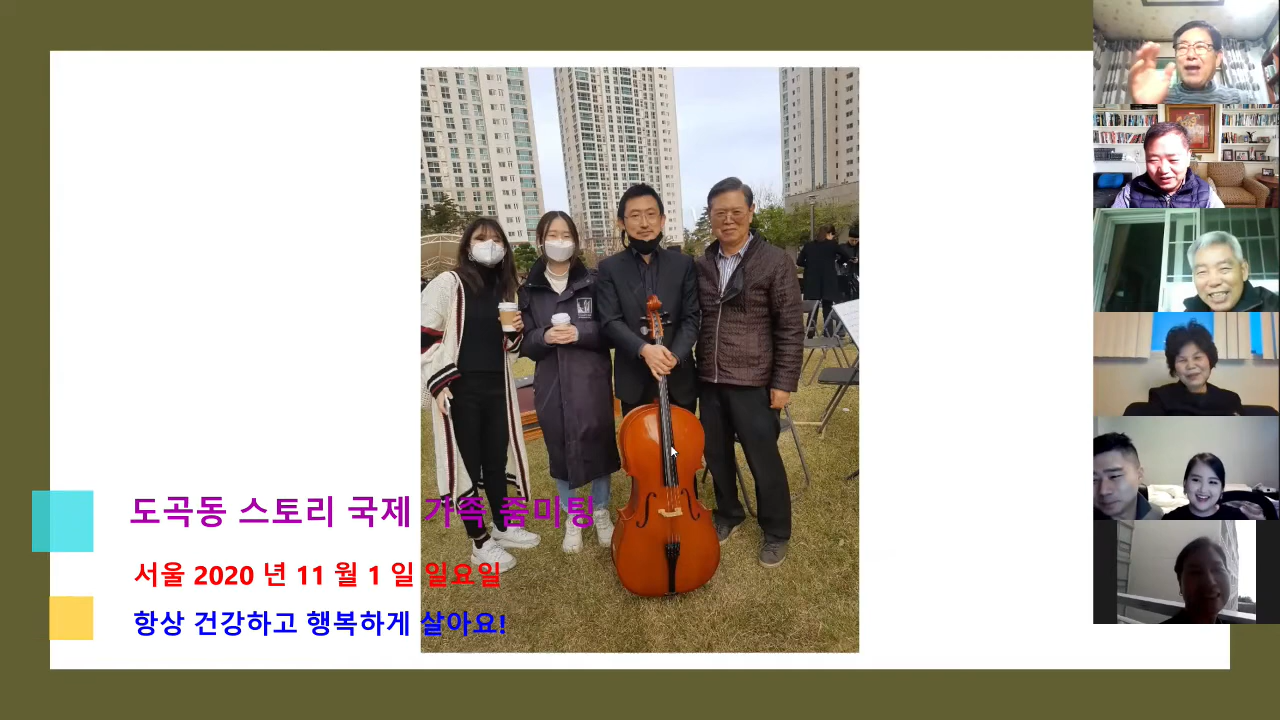 도곡동 스토리 국제 가족 줌미팅
서울 2020 년 11 월 1 일 일요일
항상 건강하고 행복하게 살아요!